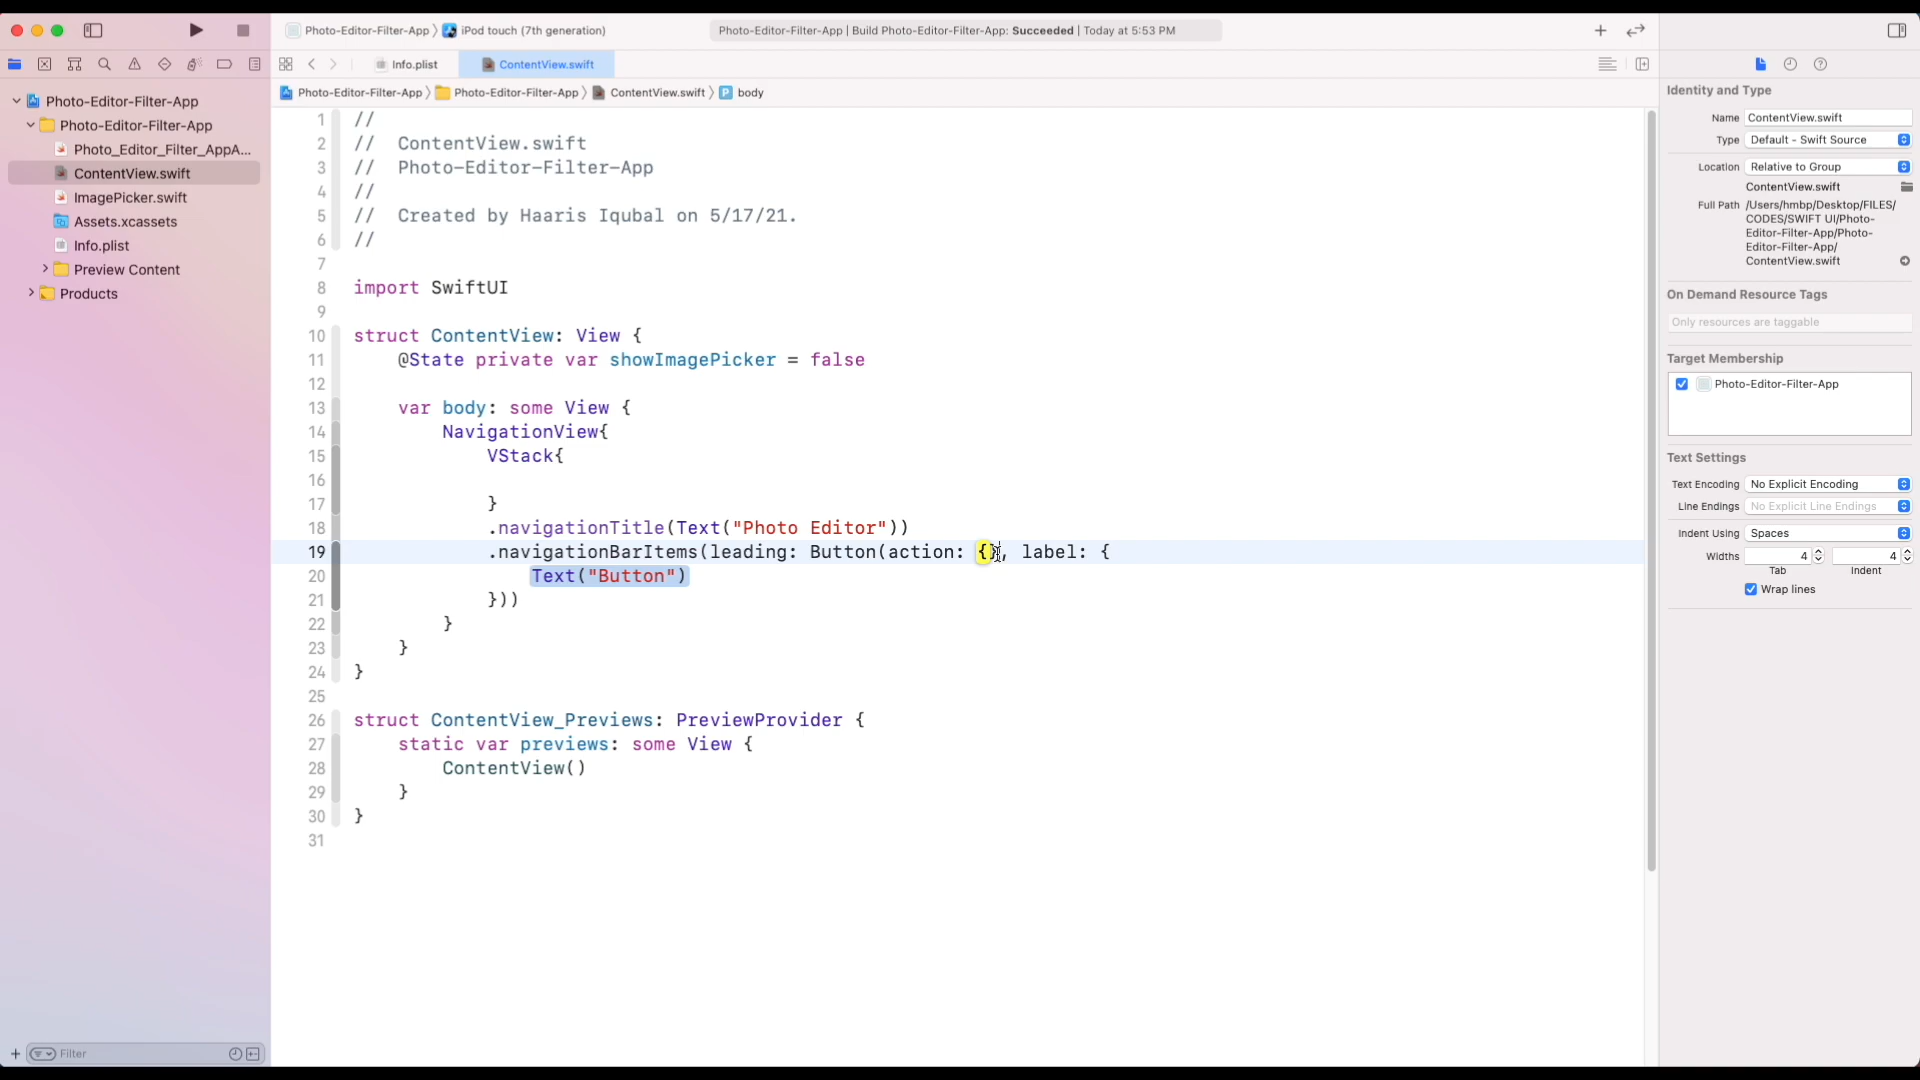 Photo-Editor-Filter-App 〉 iPod touch (7th generation)
Photo-Editor-Filter-App | Build Photo-Editor-Filter-App: Succeeded | Today at 5:53 PM
Info.plist
ContentView.swift
Photo-Editor-Filter-App 〉 Photo-Editor-Filter-App 〉 ContentView.swift 〉 P body
Photo-Editor-Filter-App
Photo-Editor-Filter-App
Photo_Editor_Filter_AppA...
ContentView.swift
ImagePicker.swift
Assets.xcassets
Info.plist
Preview Content
Products
Filter
1 //
2 //  ContentView.swift
3 //  Photo-Editor-Filter-App
4 //
5 //  Created by Haaris Iqubal on 5/17/21.
6 //
7
8 import SwiftUI
9
10 struct ContentView: View {
11     @State private var showImagePicker = false
12
13     var body: some View {
14         NavigationView{
15             VStack{
16
17             }
18             .navigationTitle(Text("Photo Editor"))
19             .navigationBarItems(leading: Button(action: {}, label: {
20                 Text("Button")
21             }))
22         }
23     }
24 }
25
26 struct ContentView_Previews: PreviewProvider {
27     static var previews: some View {
28         ContentView()
29     }
30 }
31
Identity and Type
Name ContentView.swift
Type Default - Swift Source
Location Relative to Group
ContentView.swift
Full Path /Users/hmbp/Desktop/FILES/
CODES/SWIFT UI/Photo-
Editor-Filter-App/Photo-
Editor-Filter-App/
ContentView.swift
On Demand Resource Tags
Only resources are taggable
Target Membership
Photo-Editor-Filter-App
Text Settings
Text Encoding No Explicit Encoding
Line Endings No Explicit Line Endings
Indent Using Spaces
Widths 4 4
Tab Indent
Wrap lines